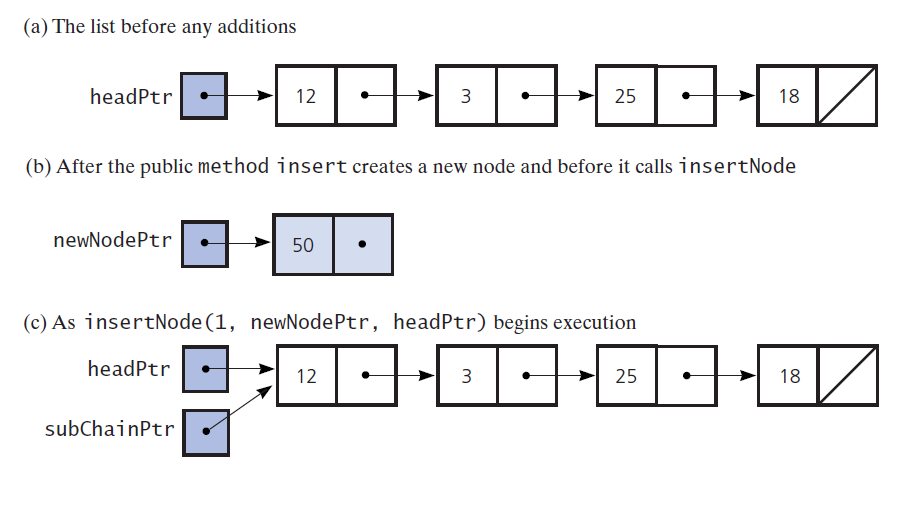 (a) The list before any additions
headPtr 12 3 25 18
(b) After the public method insert creates a new node and before it calls insertNode
newNodePtr 50
(c) As insertNode(1, newNodePtr, headPtr) begins execution
headPtr 12 3 25 18
subChainPtr